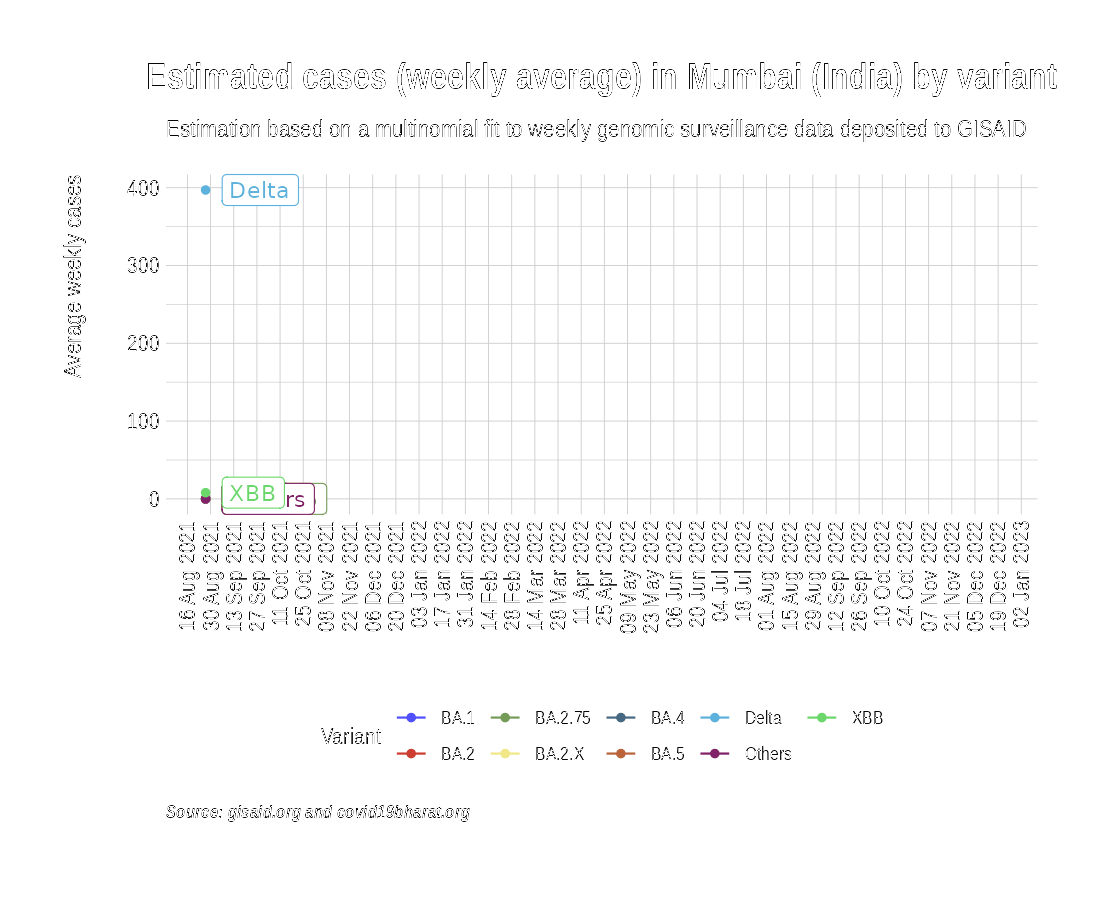 Estimated cases (weekly average) in Mumbai (India) by variant
Estimation based on a multinomial fit to weekly genomic surveillance data deposited to GISAID
Average weekly cases
400
300
200
100
0
Delta
XBB
rs
16 Aug 2021
30 Aug 2021
13 Sep 2021
27 Sep 2021
11 Oct 2021
25 Oct 2021
08 Nov 2021
22 Nov 2021
06 Dec 2021
20 Dec 2021
03 Jan 2022
17 Jan 2022
31 Jan 2022
14 Feb 2022
28 Feb 2022
14 Mar 2022
28 Mar 2022
11 Apr 2022
25 Apr 2022
09 May 2022
23 May 2022
06 Jun 2022
20 Jun 2022
04 Jul 2022
18 Jul 2022
01 Aug 2022
15 Aug 2022
29 Aug 2022
12 Sep 2022
26 Sep 2022
10 Oct 2022
24 Oct 2022
07 Nov 2022
21 Nov 2022
05 Dec 2022
19 Dec 2022
02 Jan 2023
Variant
BA.1
BA.2.75
BA.4
Delta
XBB
BA.2
BA.2.X
BA.5
Others
Source: gisaid.org and covid19bharat.org